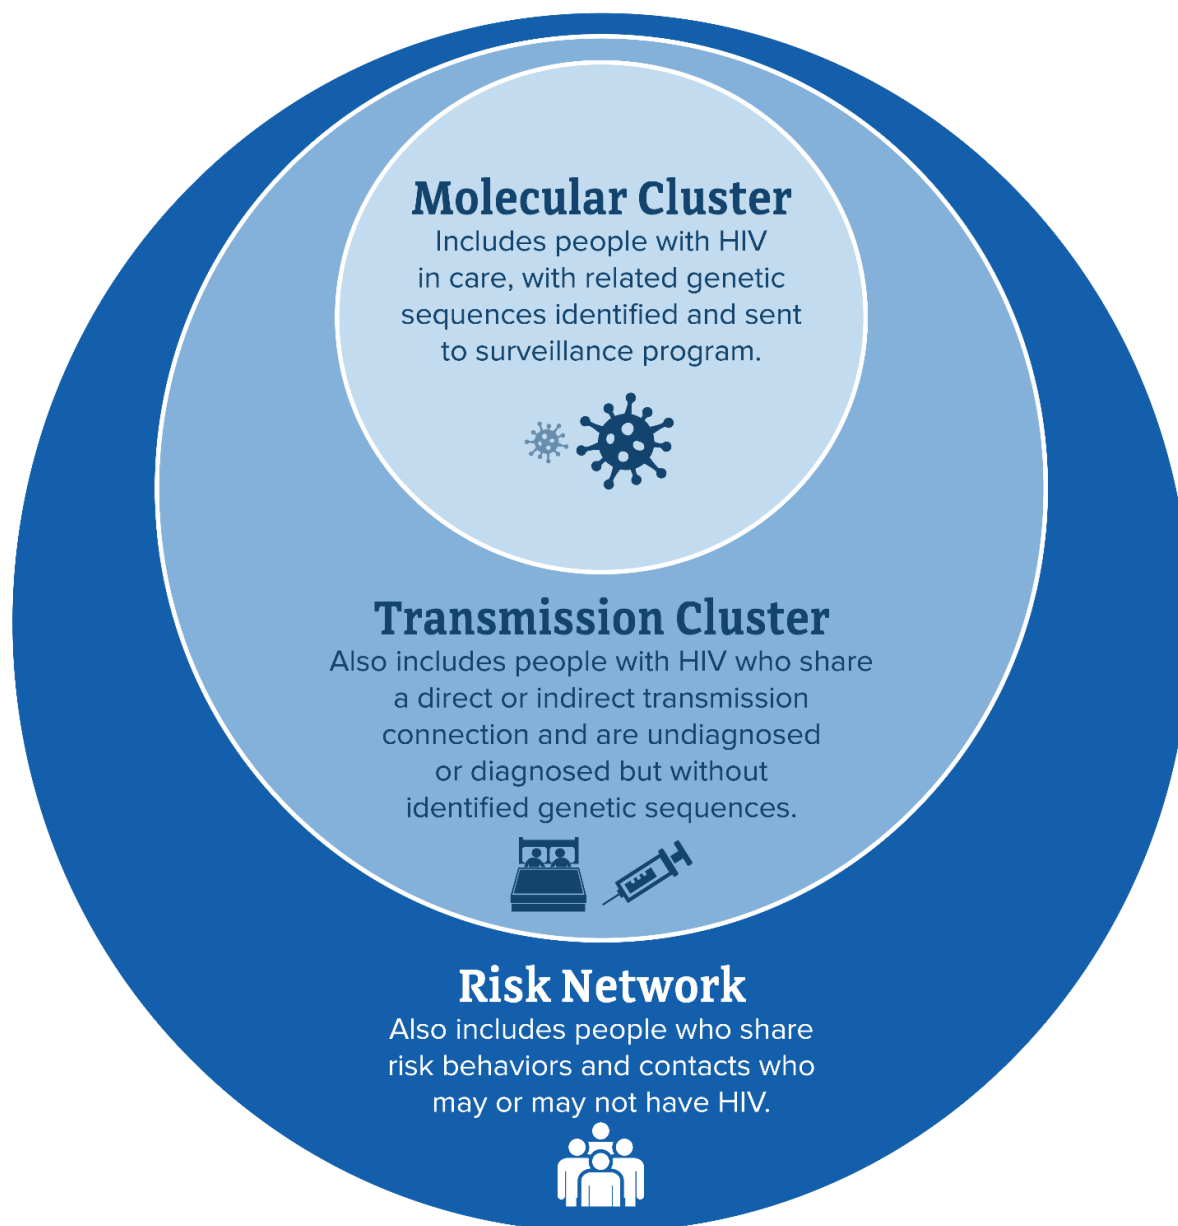 Molecular Cluster
Includes people with HIV
in care, with related genetic
sequences identified and sent
to surveillance program.
Transmission Cluster
Also includes people with HIV who share
a direct or indirect transmission
connection and are undiagnosed
or diagnosed but without
identified genetic sequences.
Risk Network
Also includes people who share
risk behaviors and contacts who
may or may not have HIV.